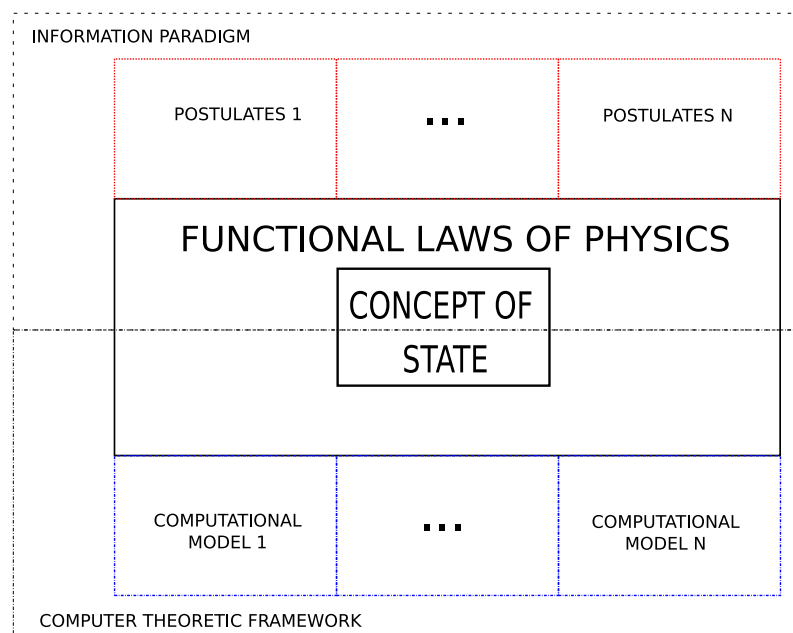 INFORMATION PARADIGM
POSTULATES 1
...
POSTULATES N
FUNCTIONAL LAWS OF PHYSICS
CONCEPT OF
STATE
COMPUTATIONAL
MODEL 1
...
COMPUTATIONAL
MODEL N
COMPUTER THEORETIC FRAMEWORK